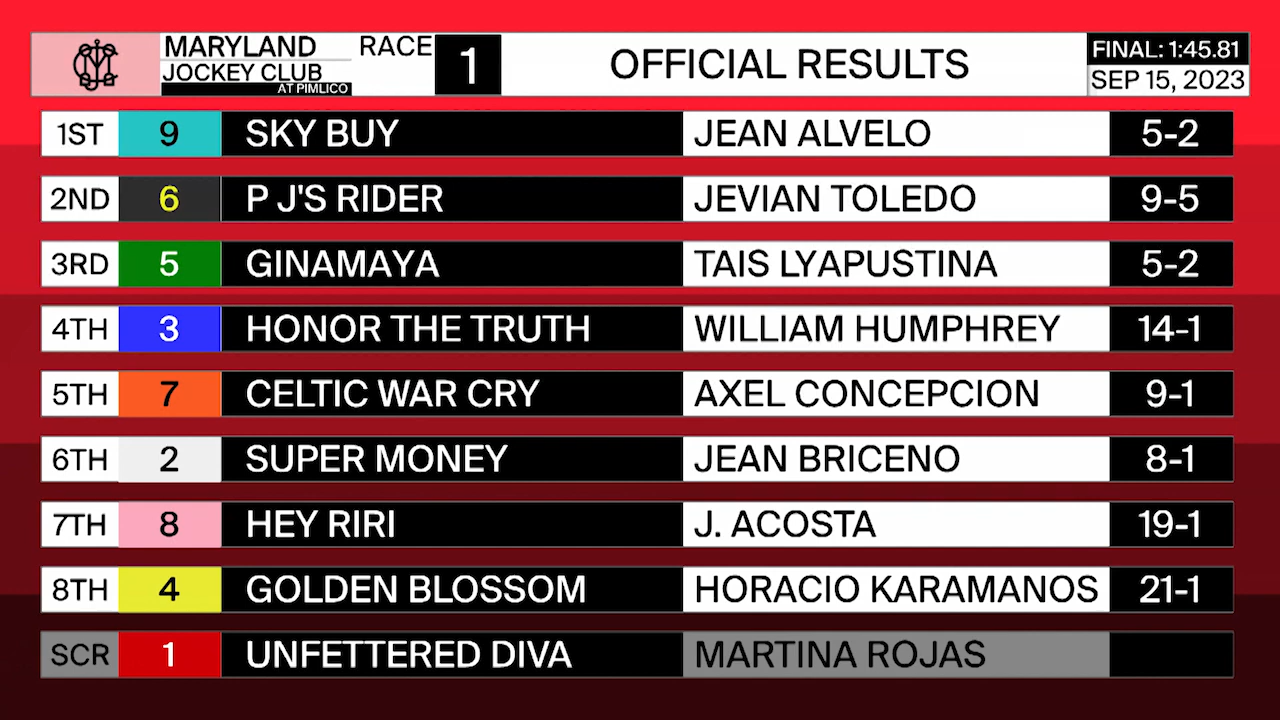 MARYLAND
JOCKEY CLUB
AT PIMLICO
RACE 1
OFFICIAL RESULTS
FINAL: 1:45.81
SEP 15, 2023
1ST 9 SKY BUY JEAN ALVELO 5-2
2ND 6 P J'S RIDER JEVIAN TOLEDO 9-5
3RD 5 GINAMAYA TAIS LYAPUSTINA 5-2
4TH 3 HONOR THE TRUTH WILLIAM HUMPHREY 14-1
5TH 7 CELTIC WAR CRY AXEL CONCEPCION 9-1
6TH 2 SUPER MONEY JEAN BRICENO 8-1
7TH 8 HEY RIRI J. ACOSTA 19-1
8TH 4 GOLDEN BLOSSOM HORACIO KARAMANOS 21-1
SCR 1 UNFETTERED DIVA MARTINA ROJAS